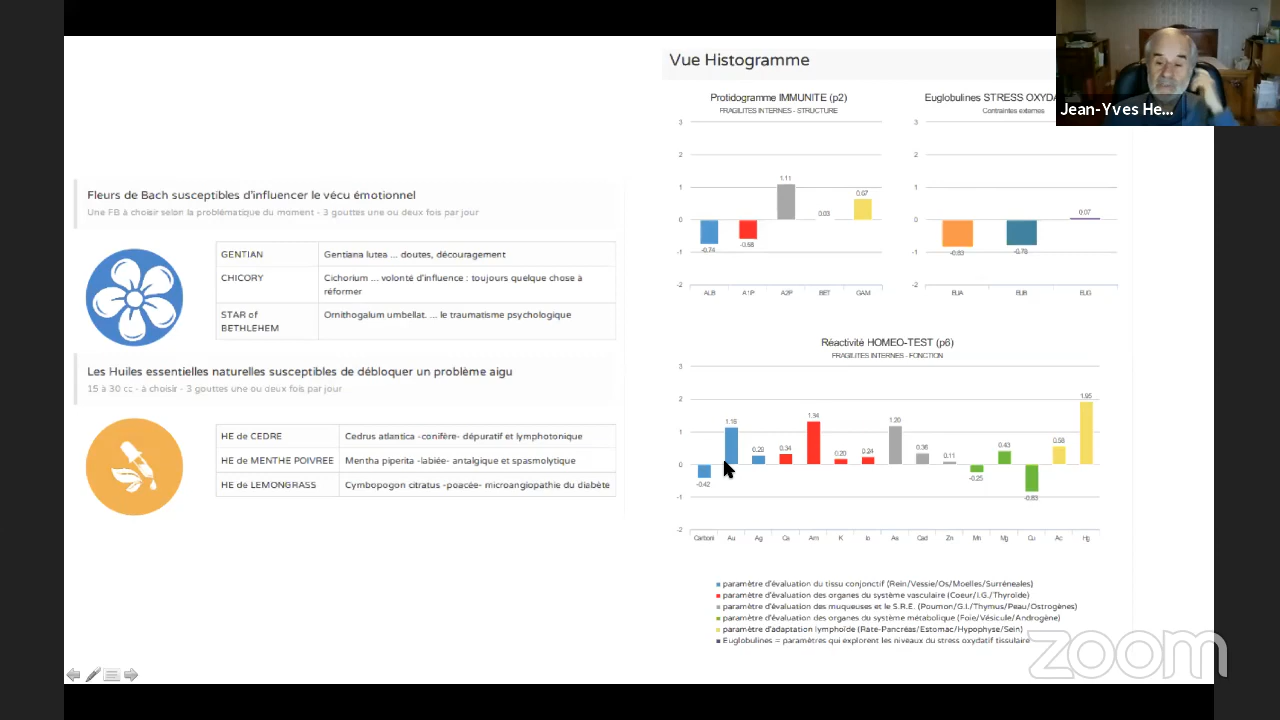 Vue Histogramme
Jean-Yves He...
Protidogramme IMMUNITE (p2)
FRAGILITES INTERNES - STRUCTURE
3
2
1
0
-1
-2
-0.74
-0.58
1.11
0.03
0.67
ALB
A1P
A2P
BET
GAM
Euglobulines STRESS OXYDA
Contraintes externes
3
2
1
0
-1
-2
-0.83
-0.78
0.07
EUA
EUB
EUG
Fleurs de Bach susceptibles d'influencer le vécu émotionnel
Une FB à choisir selon la problématique du moment - 3 gouttes une ou deux fois par jour
GENTIAN
Gentiana lutea ... doutes, découragement
CHICORY
Cichorium ... volonté d'influence : toujours quelque chose à
réformer
STAR of
BETHLEHEM
Ornithogalum umbellat. ... le traumatisme psychologique
Les Huiles essentielles naturelles susceptibles de débloquer un problème aigu
15 à 30 cc - à choisir - 3 gouttes une ou deux fois par jour
HE de CEDRE
Cedrus atlantica -conifère- dépuratif et lymphotonique
HE de MENTHE POIVREE
Mentha piperita -labiée- antalgique et spasmolytique
HE de LEMONGRASS
Cymbopogon citratus -poacée- microangiopathie du diabète
Réactivité HOMEO-TEST (p6)
FRAGILITES INTERNES - FONCTION
3
2
1
0
-1
-2
-0.42
1.16
0.34
1.34
0.20
0.24
1.20
0.36
0.11
-0.25
0.43
-0.83
0.58
1.95
Carboni
Au
Ag
Am
K
Io
As
Cad
Zn
Mn
Mg
Cu
Ac
Hg
paramètre d'évaluation du tissu conjonctif (Rein/Vessie/Os/Moelles/Surrénales)
paramètre d'évaluation des organes du système vasculaire (Coeur/I.G./Thyroïde)
paramètre d'évaluation des muqueuses et le S.R.E. (Poumon/G.I./Thymus/Peau/Ostrogènes)
paramètre d'évaluation des organes du système métabolique (Foie/Vésicule/Androgène)
paramètre d'adaptation lymphoïde (Rate-Pancréas/Estomac/Hypophyse/Sein)
Euglobulines = paramètres qui explorent les niveaux du stress oxydatif tissulaire
zoom